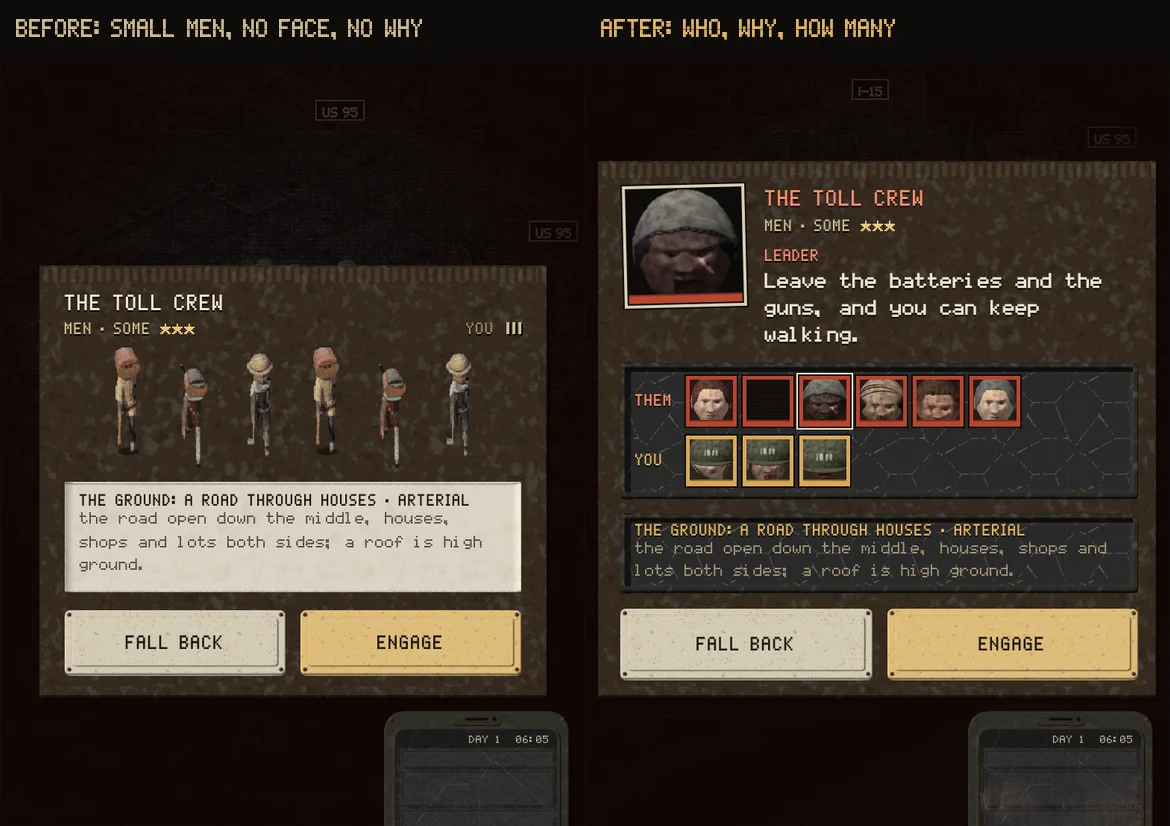 BEFORE: SMALL MEN, NO FACE, NO WHY
US 95
US 95
THE TOLL CREW
MEN · SOME ★★★
YOU III
THE GROUND: A ROAD THROUGH HOUSES · ARTERIAL
the road open down the middle, houses,
shops and lots both sides; a roof is high
ground.
FALL BACK
ENGAGE
DAY 1 06:05
AFTER: WHO, WHY, HOW MANY
I-15
US 95
THE TOLL CREW
MEN · SOME ★★★
LEADER
Leave the batteries and the
guns, and you can keep
walking.
THEM
YOU
THE GROUND: A ROAD THROUGH HOUSES · ARTERIAL
the road open down the middle, houses, shops and
lots both sides; a roof is high ground.
FALL BACK
ENGAGE
DAY 1 06:05